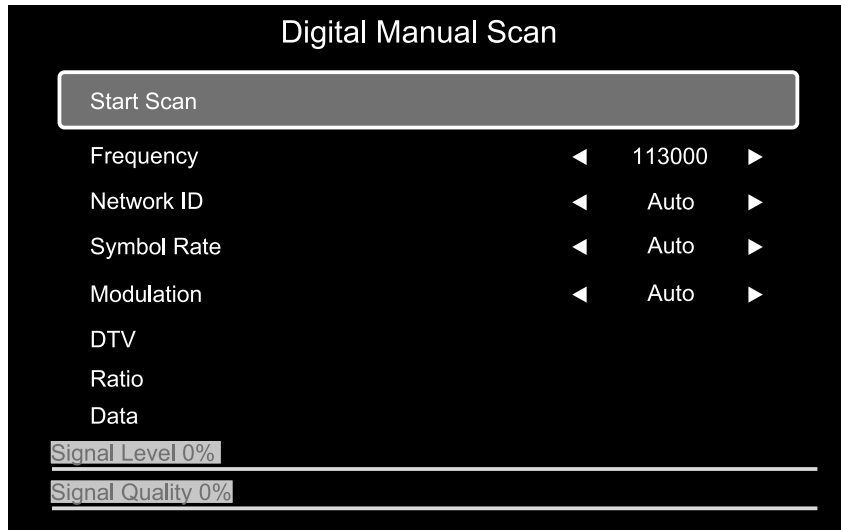 Digital Manual Scan
Start Scan
Frequency ◀ 113000 ▶
Network ID ◀ Auto ▶
Symbol Rate ◀ Auto ▶
Modulation ◀ Auto ▶
DTV
Ratio
Data
Signal Level 0%
Signal Quality 0%